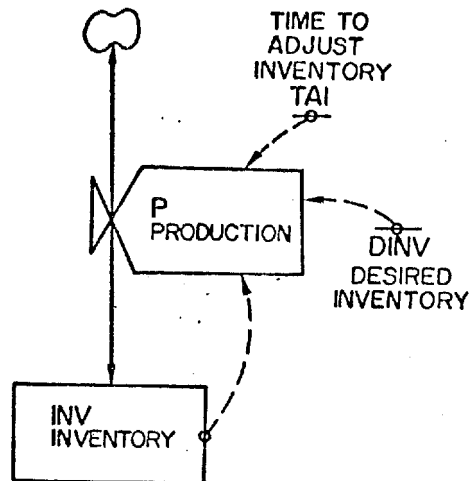 TIME TO
ADJUST
INVENTORY
TAI
P
PRODUCTION
DINV
DESIRED
INVENTORY
INV
INVENTORY